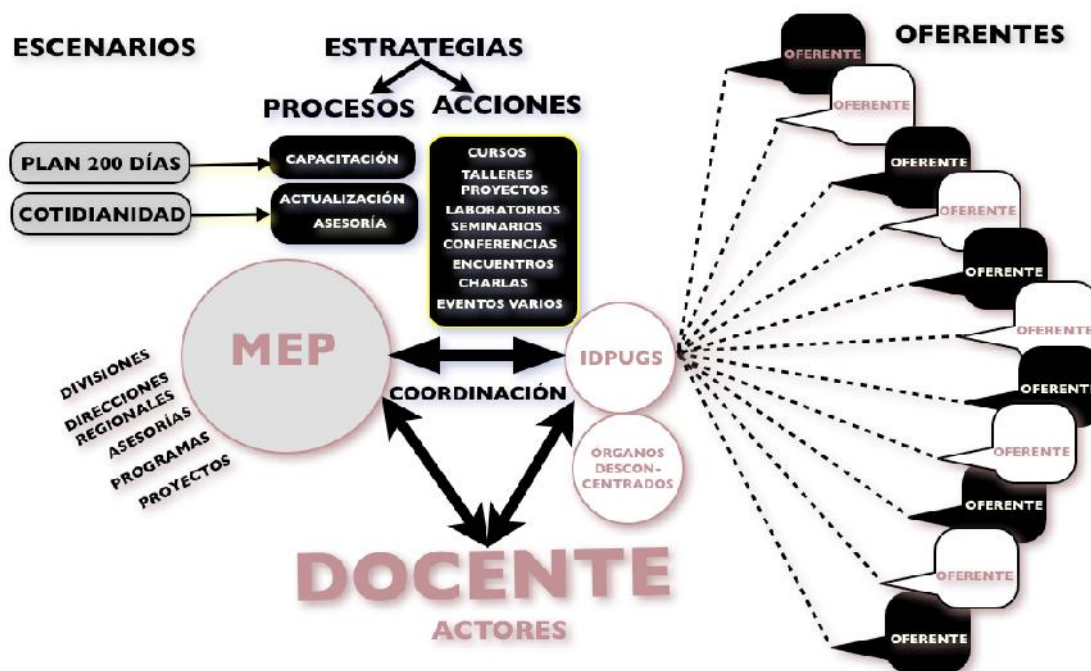 ESCENARIOS
ESTRATEGIAS
PROCESOS
ACCIONES
PLAN 200 DÍAS
COTIDIANIDAD
CAPACITACIÓN
ACTUALIZACIÓN
ASESORÍA
CURSOS
TALLERES
PROYECTOS
LABORATORIOS
SEMINARIOS
CONFERENCIAS
ENCUENTROS
CHARLAS
EVENTOS VARIOS
MEP
DIVISIONES
DIRECCIONES
REGIONALES
ASESORÍAS
PROGRAMAS
PROYECTOS
COORDINACIÓN
IDPUGS
ÓRGANOS
DESCON-
CENTRADOS
DOCENTE
ACTORES
OFERENTES
OFERENTE
OFERENTE
OFERENTE
OFERENTE
OFERENTE
OFERENTE
OFERENTE
OFERENTE
OFERENTE
OFERENTE
OFERENTE